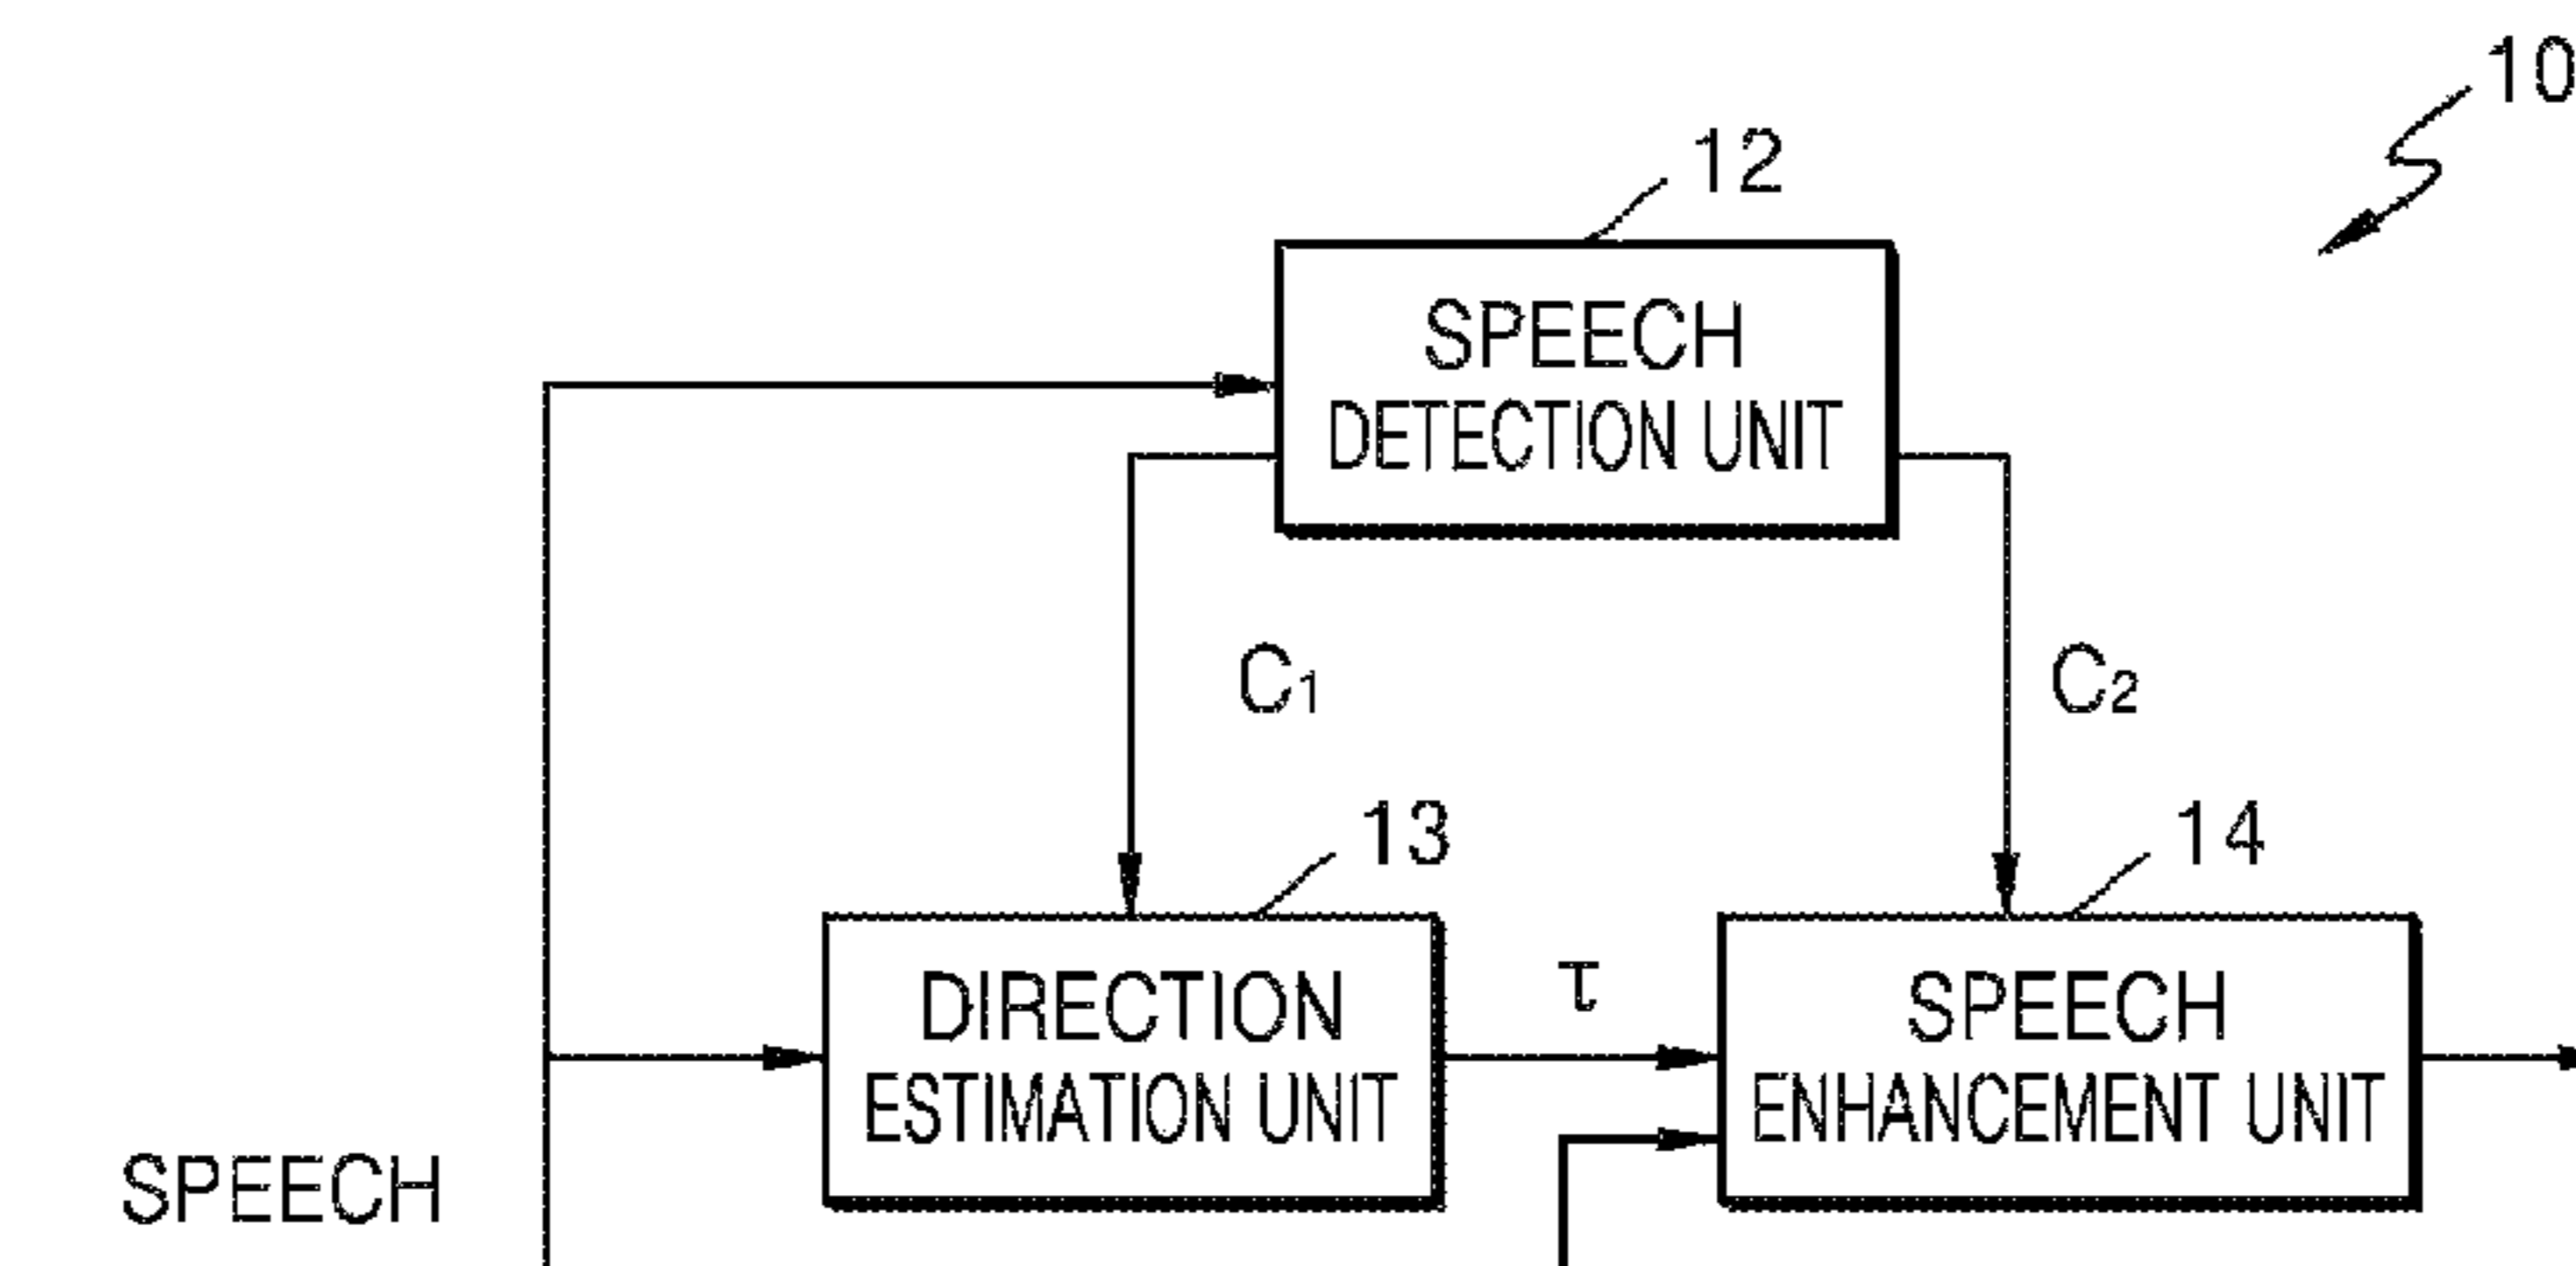 10
12
SPEECH
DETECTION UNIT
C1
C2
13
14
DIRECTION
ESTIMATION UNIT
τ
SPEECH
ENHANCEMENT UNIT
SPEECH